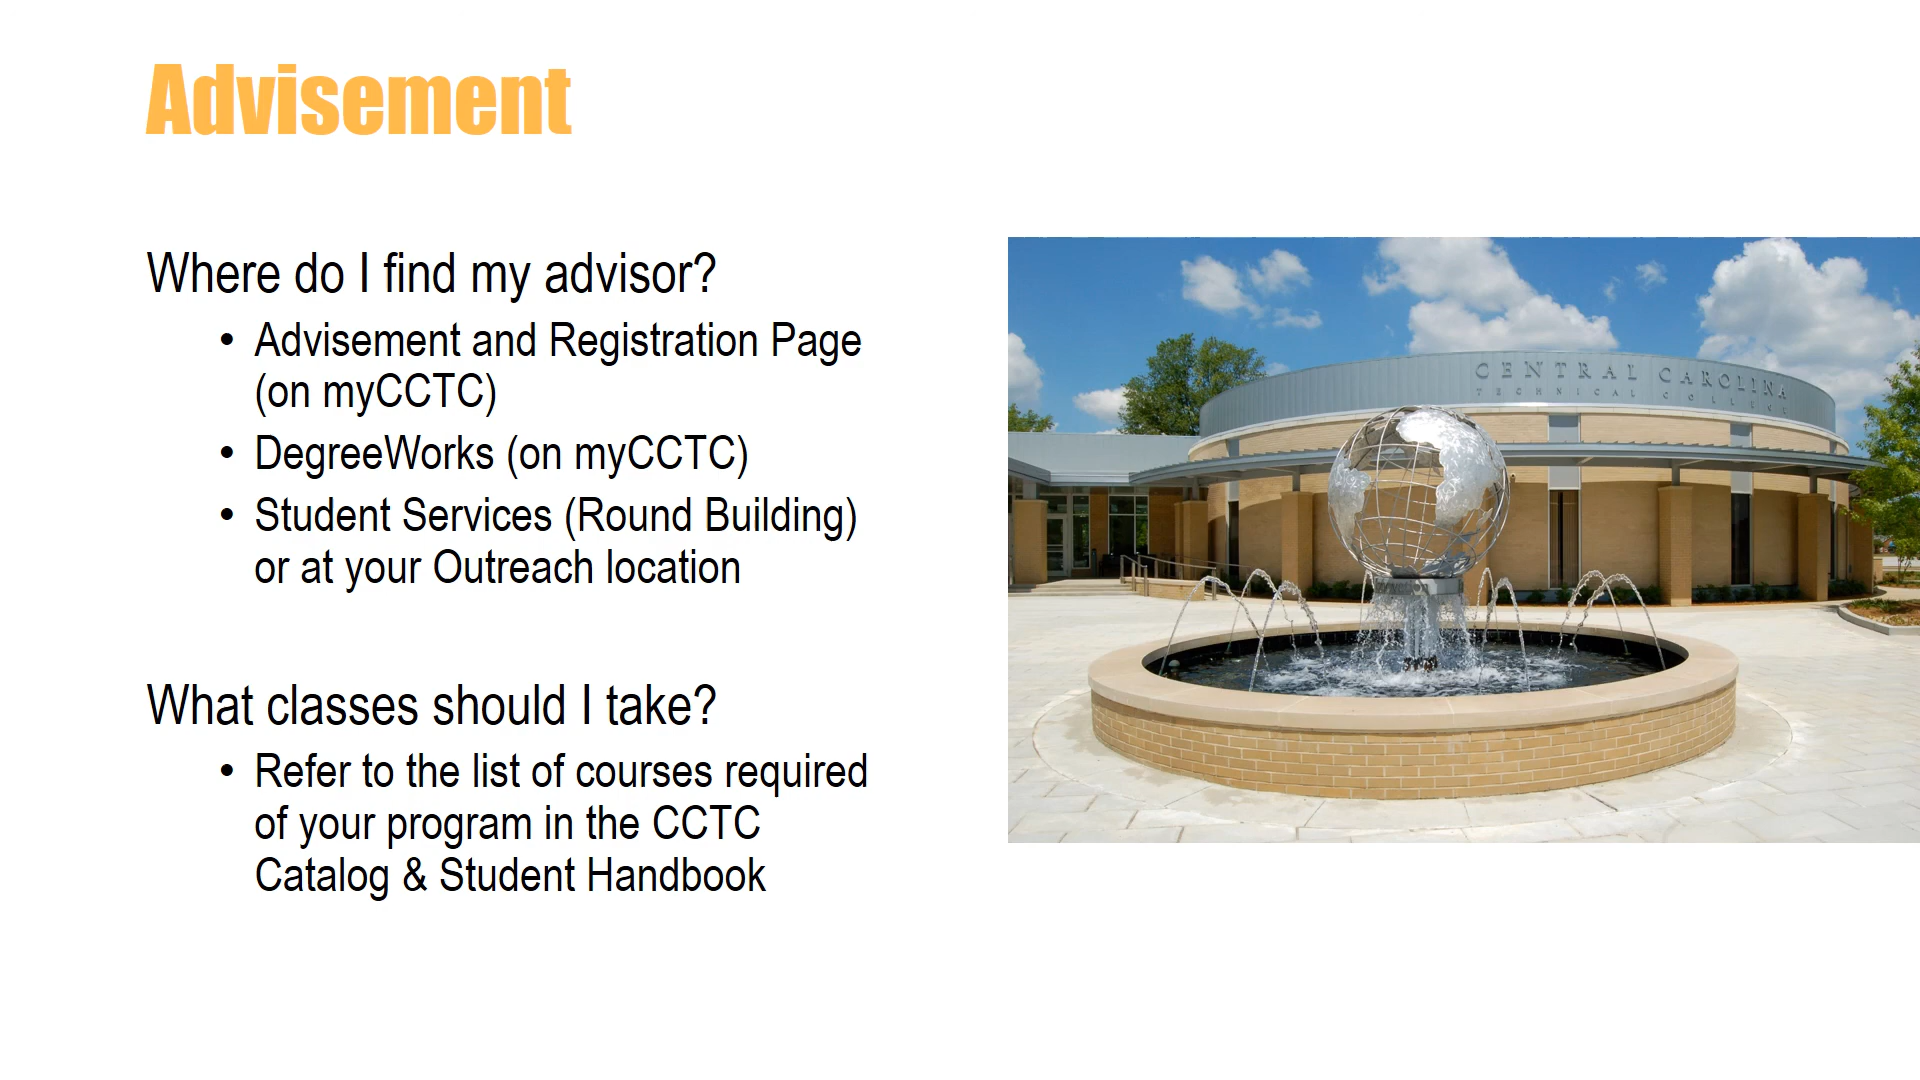 Advisement
Where do I find my advisor?
• Advisement and Registration Page
(on myCCTC)
• DegreeWorks (on myCCTC)
• Student Services (Round Building)
or at your Outreach location
What classes should I take?
• Refer to the list of courses required
of your program in the CCTC
Catalog & Student Handbook
CENTRAL CAROLINA
TECHNICAL COLLEGE